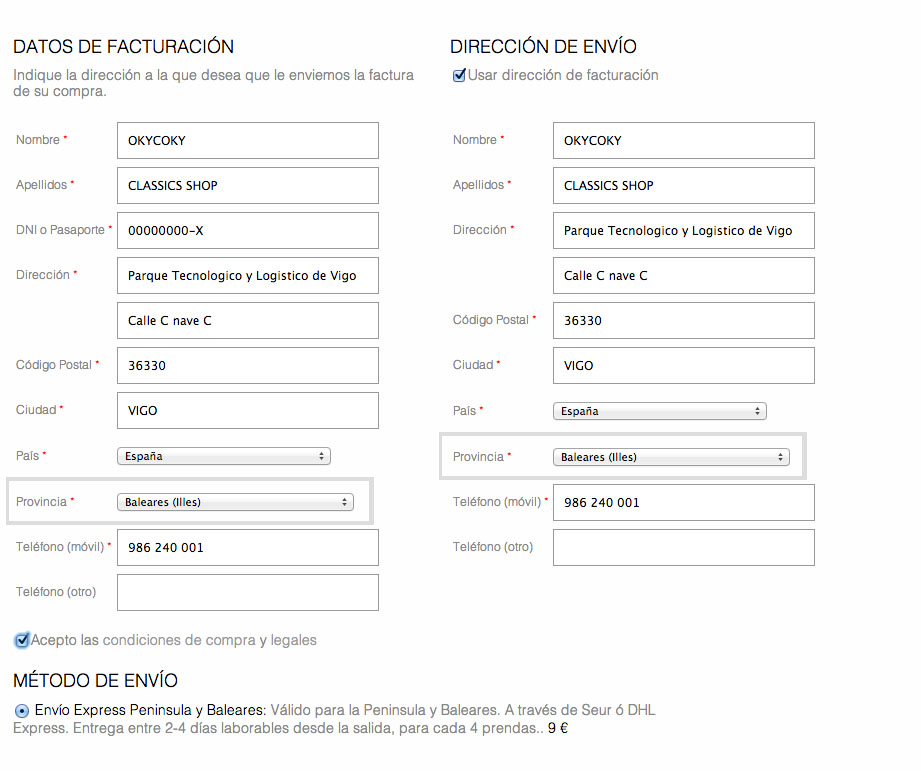 DATOS DE FACTURACIÓN
Indique la dirección a la que desea que le enviemos la factura
de su compra.
Nombre * OKYCOKY
Apellidos * CLASSICS SHOP
DNI o Pasaporte * 00000000-X
Dirección * Parque Tecnologico y Logistico de Vigo
Calle C nave C
Código Postal * 36330
Ciudad * VIGO
País * España
Provincia * Baleares (Illes)
Teléfono (móvil) * 986 240 001
Teléfono (otro)
DIRECCIÓN DE ENVÍO
Usar dirección de facturación
Nombre * OKYCOKY
Apellidos * CLASSICS SHOP
Dirección * Parque Tecnologico y Logistico de Vigo
Calle C nave C
Código Postal * 36330
Ciudad * VIGO
País * España
Provincia * Baleares (Illes)
Teléfono (móvil) * 986 240 001
Teléfono (otro)
Acepto las condiciones de compra y legales
MÉTODO DE ENVÍO
Envío Express Peninsula y Baleares: Válido para la Peninsula y Baleares. A través de Seur ó DHL
Express. Entrega entre 2-4 días laborables desde la salida, para cada 4 prendas.. 9 €